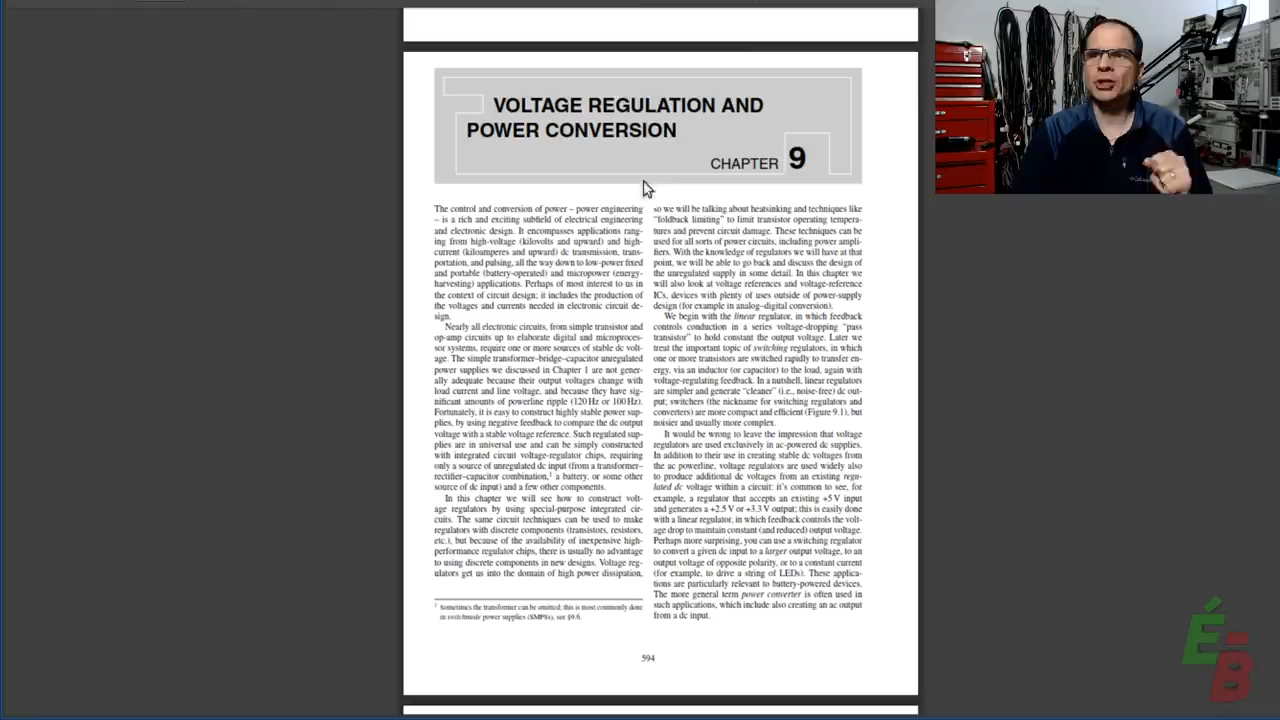 VOLTAGE REGULATION AND
POWER CONVERSION
CHAPTER 9
The control and conversion of power – power engineering
– is a rich and exciting subfield of electrical engineering
and electronic design. It encompasses applications rang-
ing from high-voltage (kilovolts and upward) and high-
current (kiloamperes and upward) dc transmission, trans-
portation, and pulsing, all the way down to low-power fixed
and portable (battery-operated) and micropower (energy-
harvesting) applications. Perhaps of most interest to us in
the context of circuit design; it includes the production of
the voltages and currents needed in electronic circuit de-
sign.
Nearly all electronic circuits, from simple transistor and
op-amp circuits up to elaborate digital and microproces-
sor systems, require one or more sources of stable dc volt-
age. The simple transformer–bridge–capacitor unregulated
power supplies we discussed in Chapter 1 are not gener-
ally adequate because their output voltages change with
load current and line voltage, and because they have sig-
nificant amounts of powerline ripple (120 Hz or 100 Hz).
Fortunately, it is easy to construct highly stable power sup-
plies, by using negative feedback to compare the dc output
voltage with a stable voltage reference. Such regulated sup-
plies are in universal use and can be simply constructed
with integrated circuit voltage-regulator chips, requiring
only a source of unregulated dc input (from a transformer–
rectifier–capacitor combination,1 a battery, or some other
source of dc input) and a few other components.
In this chapter we will see how to construct volt-
age regulators by using special-purpose integrated cir-
cuits. The same circuit techniques can be used to make
regulators with discrete components (transistors, resistors,
etc.), but because of the availability of inexpensive high-
performance regulator chips, there is usually no advantage
to using discrete components in new designs. Voltage reg-
ulators get us into the domain of high power dissipation,
1 Sometimes the transformer can be omitted; this is most commonly done
in switchmode power supplies (SMPSs), see §9.6.
so we will be talking about heatsinking and techniques like
“foldback limiting” to limit transistor operating tempera-
tures and prevent circuit damage. These techniques can be
used for all sorts of power circuits, including power ampli-
fiers. With the knowledge of regulators we will have at that
point, we will be able to go back and discuss the design of
the unregulated supply in some detail. In this chapter we
will also look at voltage references and voltage-reference
ICs, devices with plenty of uses outside of power-supply
design (for example in analog–digital conversion).
We begin with the linear regulator, in which feedback
controls conduction in a series voltage-dropping “pass
transistor” to hold constant the output voltage. Later we
treat the important topic of switching regulators, in which
one or more transistors are switched rapidly to transfer en-
ergy, via an inductor (or capacitor) to the load, again with
voltage-regulating feedback. In a nutshell, linear regulators
are simpler and generate “cleaner” (i.e., noise-free) dc out-
put; switchers (the nickname for switching regulators and
converters) are more compact and efficient (Figure 9.1), but
noisier and usually more complex.
It would be wrong to leave the impression that voltage
regulators are used exclusively in ac-powered dc supplies.
In addition to their use in creating stable dc voltages from
the ac powerline, voltage regulators are used widely also
to produce additional dc voltages from an existing regu-
lated dc voltage within a circuit: it’s common to see, for
example, a regulator that accepts an existing +5 V input
and generates a +2.5 V or +3.3 V output; this is easily done
with a linear regulator, in which feedback controls the volt-
age drop to maintain constant (and reduced) output voltage.
Perhaps more surprising, you can use a switching regulator
to convert a given dc input to a larger output voltage, to an
output voltage of opposite polarity, or to a constant current
(for example, to drive a string of LEDs). These applica-
tions are particularly relevant to battery-powered devices.
The more general term power converter is often used in
such applications, which include also creating an ac output
from a dc input.
594
É-B